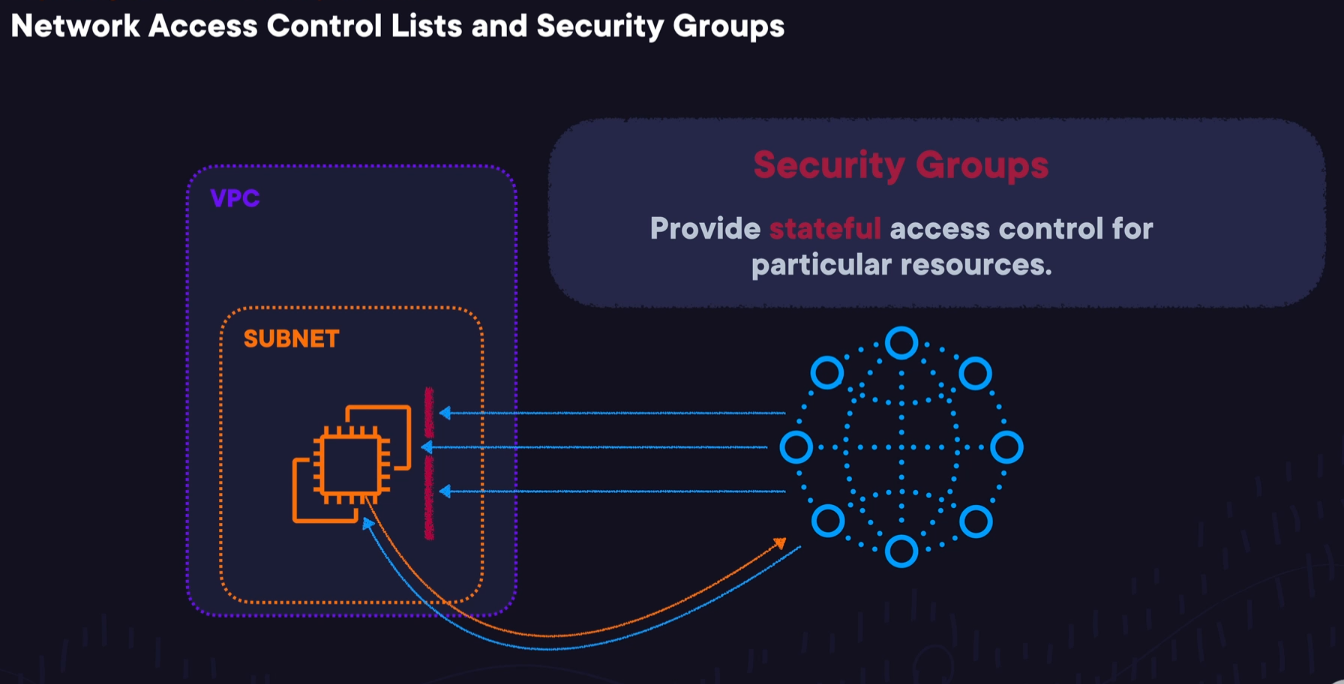 Network Access Control Lists and Security Groups
Security Groups
Provide stateful access control for
particular resources.
VPC
SUBNET